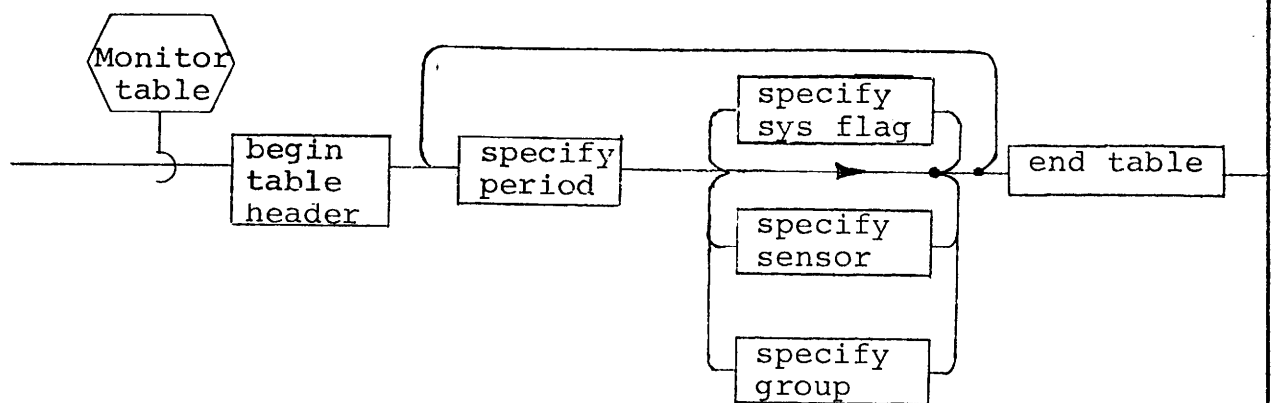 Monitor
table
begin
table
header
specify
period
specify
sys flag
specify
sensor
specify
group
end table